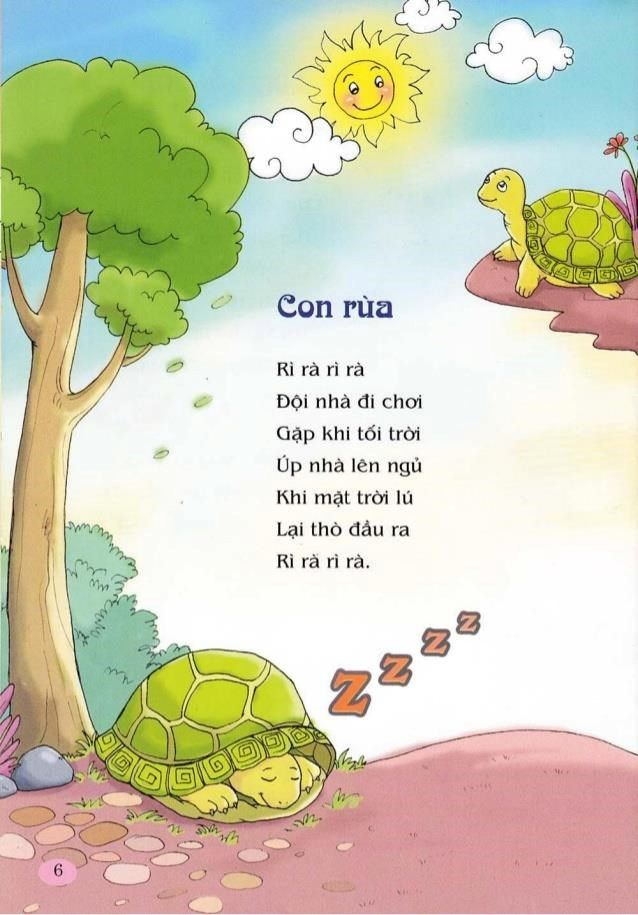 Con rùa
Rì rà rì rà
Đội nhà đi chơi
Gặp khi tối trời
Úp nhà lên ngủ
Khi mặt trời lú
Lại thò đầu ra
Rì rà rì rà.
Z Z Z Z
6